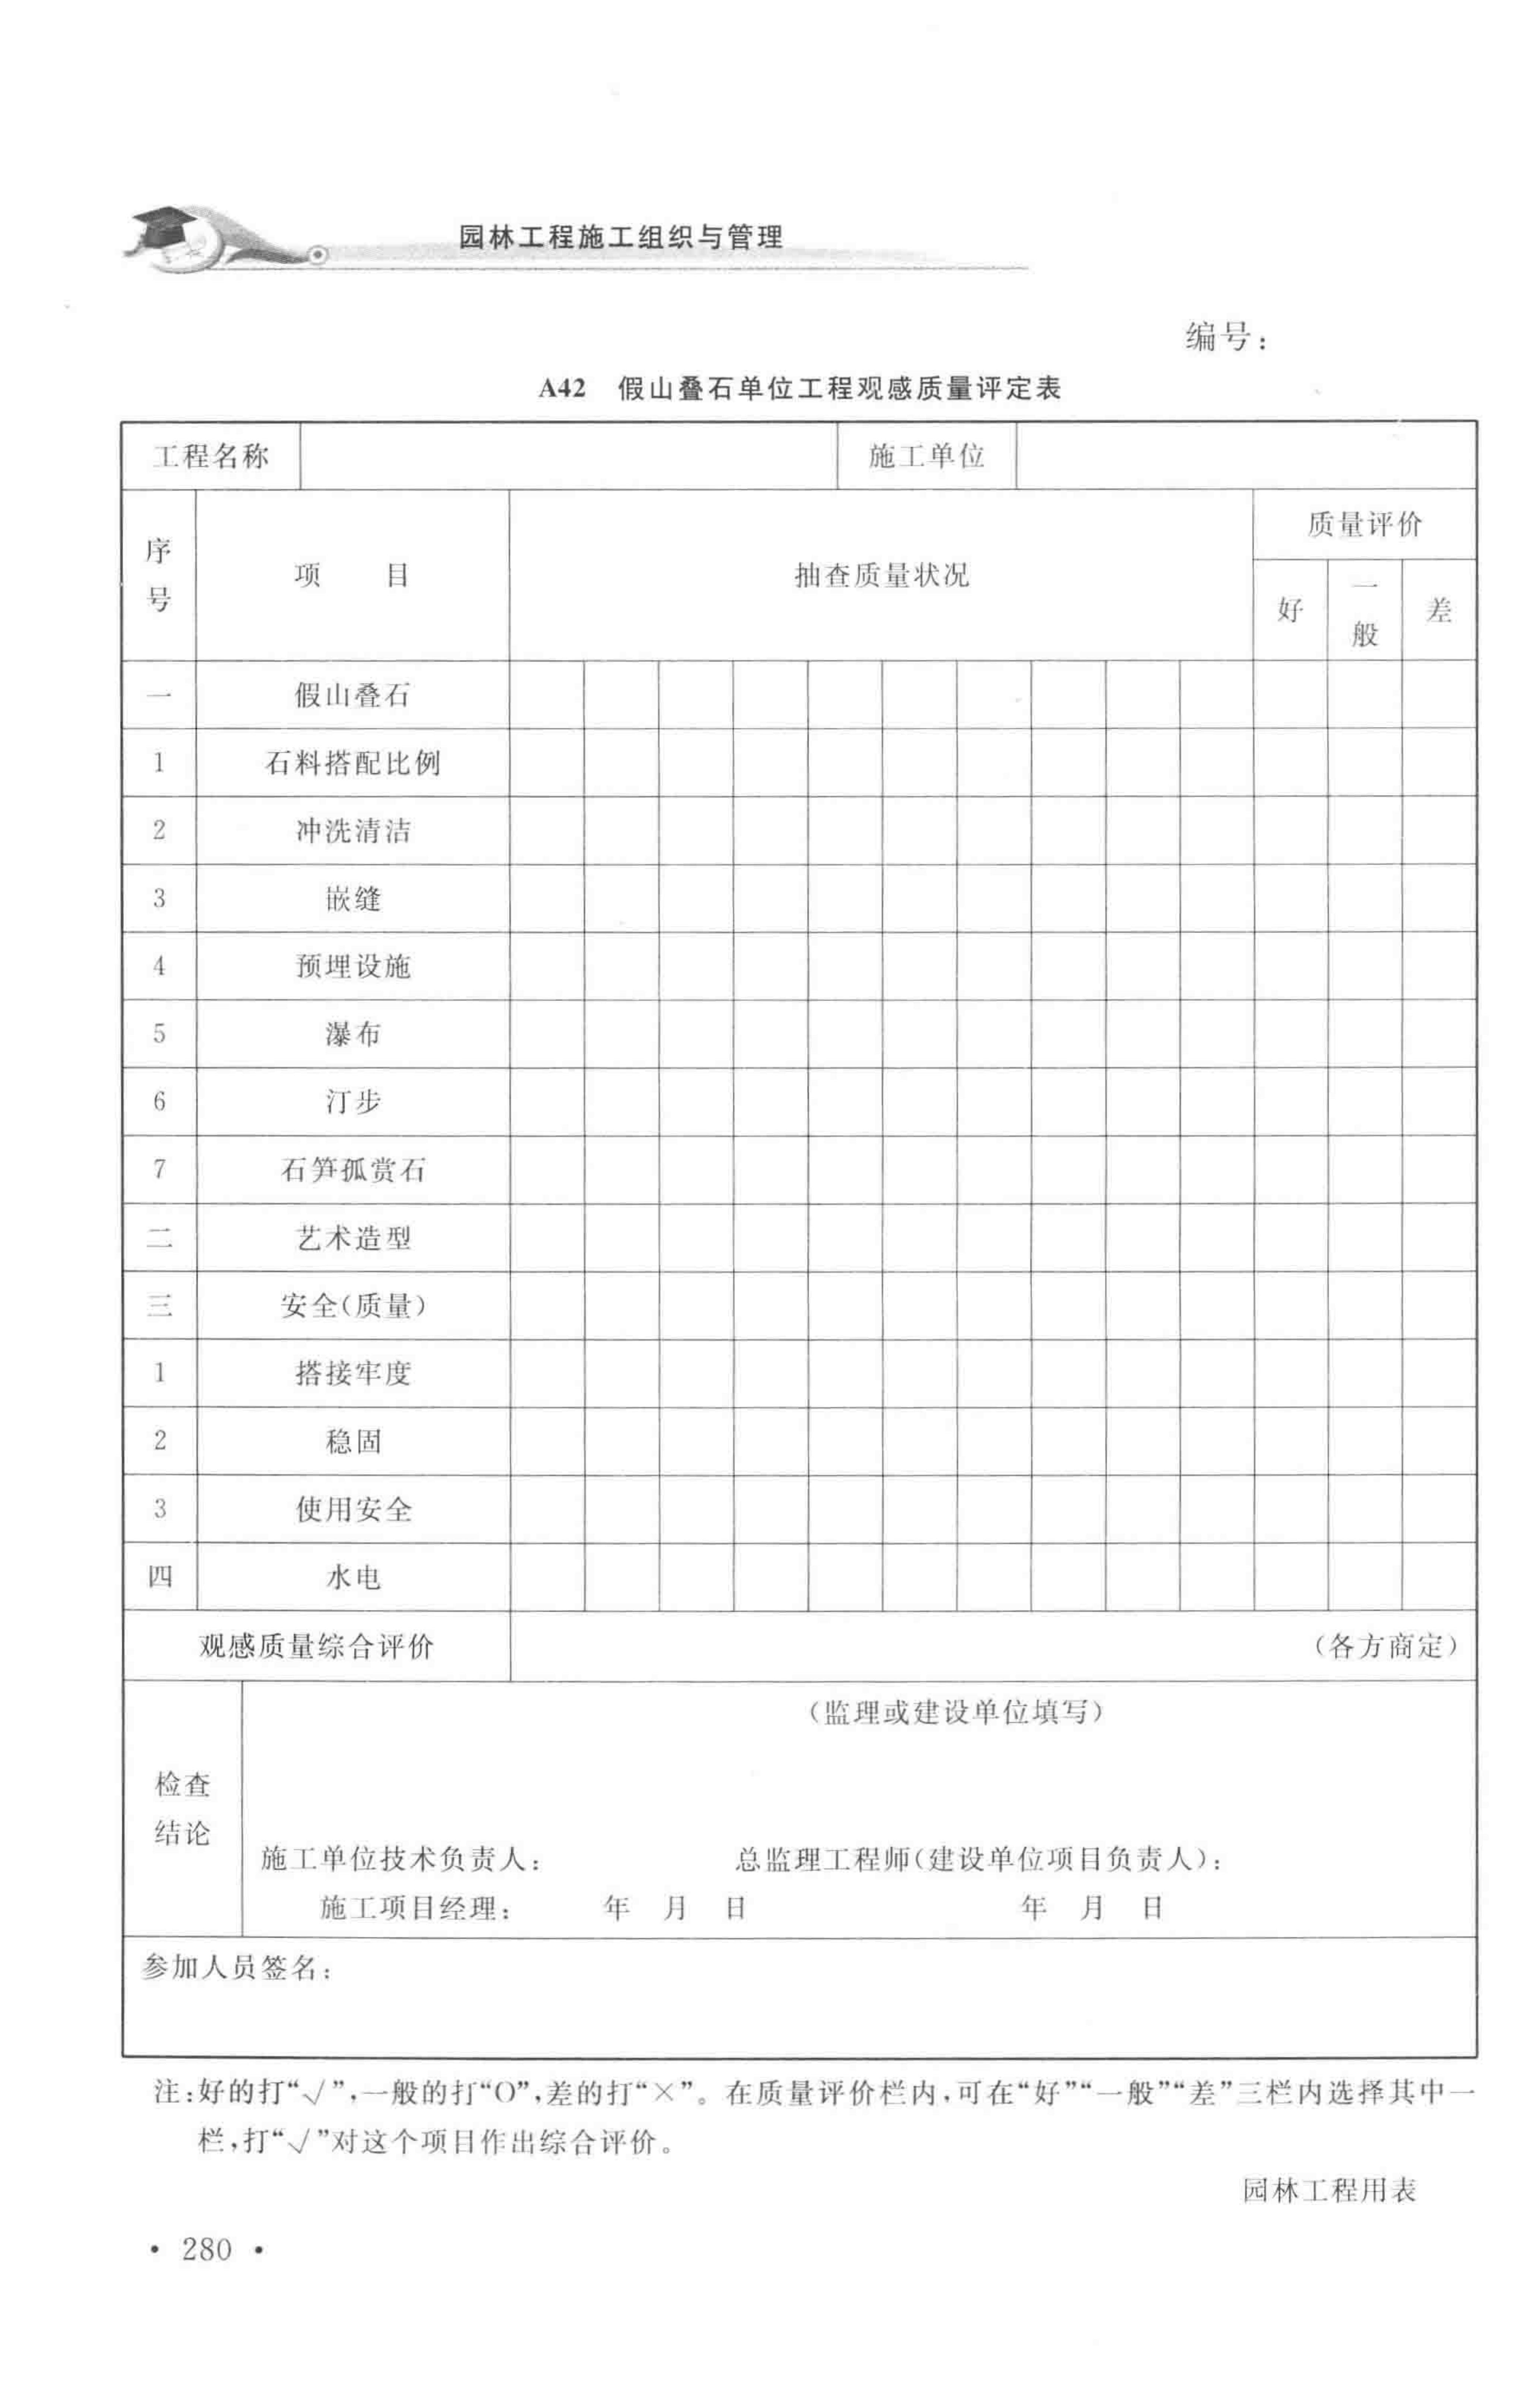 园林工程施工组织与管理
编号：
A42 假山叠石单位工程观感质量评定表
工程名称 施工单位
序号 项 目 抽查质量状况 质量评价
好 一般 差
一 假山叠石
1 石料搭配比例
2 冲洗清洁
3 嵌缝
4 预埋设施
5 瀑布
6 汀步
7 石笋孤赏石
二 艺术造型
三 安全(质量)
1 搭接牢度
2 稳固
3 使用安全
四 水电
观感质量综合评价 (各方商定)
(监理或建设单位填写)
检查
结论
施工单位技术负责人： 总监理工程师(建设单位项目负责人)：
施工项目经理： 年 月 日 年 月 日
参加人员签名：
注：好的打“√”，一般的打“O”，差的打“×”。在质量评价栏内，可在“好”“一般”“差”三栏内选择其中一
栏，打“√”对这个项目作出综合评价。
园林工程用表
· 280 ·